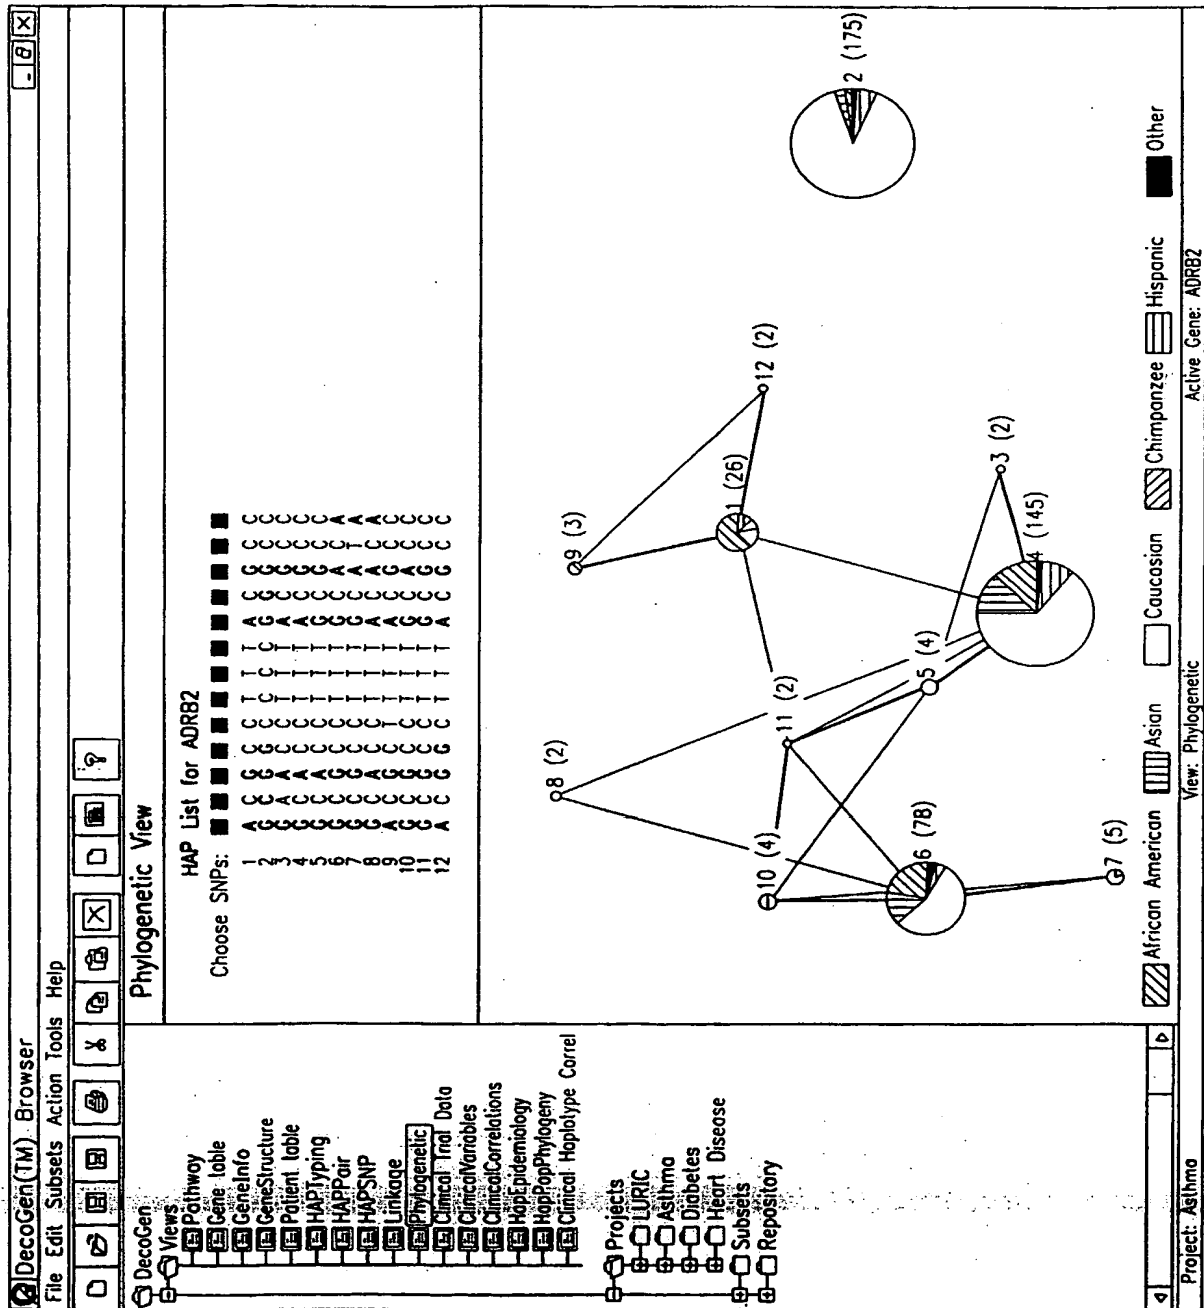 DecoGen(TM) Browser
File Edit Subsets Action Tools Help
DecoGen
Views
Pathway
Gene table
GeneInfo
GeneStructure
Patient table
HAPTyping
HAPPair
HAPSNP
Linkage
Phylogenetic
Clinical Trial Data
ClinicalVariables
ClinicalCorrelations
HapEpidemiology
HapPopPhylogeny
Clinical Haplotype Correl
Projects
LURIC
Asthma
Diabetes
Heart Disease
Subsets
Repository
Phylogenetic View
HAP List for ADRB2
Choose SNPs:
1
2
3
4
5
6
7
8
9
10
11
12
8 (2)
9 (3)
10 (4)
11 (2)
1 (26)
12 (2)
2 (175)
6 (78)
5 (4)
3 (2)
4 (145)
7 (5)
African American
Asian
Caucasian
Chimpanzee
Hispanic
Other
Project: Asthma
View: Phylogenetic
Active Gene: ADRB2